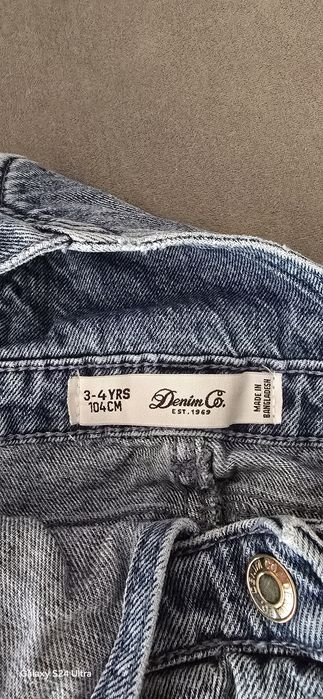 3-4 YRS
104CM
Denim Co.
EST. 1969
MADE IN
BANGLADESH
Galaxy S24 Ultra